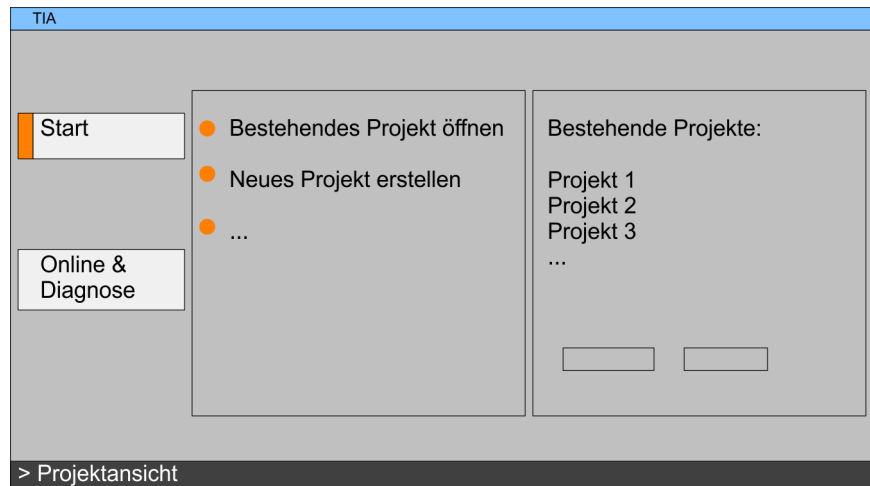 TIA
Start
Online &
Diagnose
Bestehendes Projekt öffnen
Neues Projekt erstellen
...
Bestehende Projekte:
Projekt 1
Projekt 2
Projekt 3
...
> Projektansicht